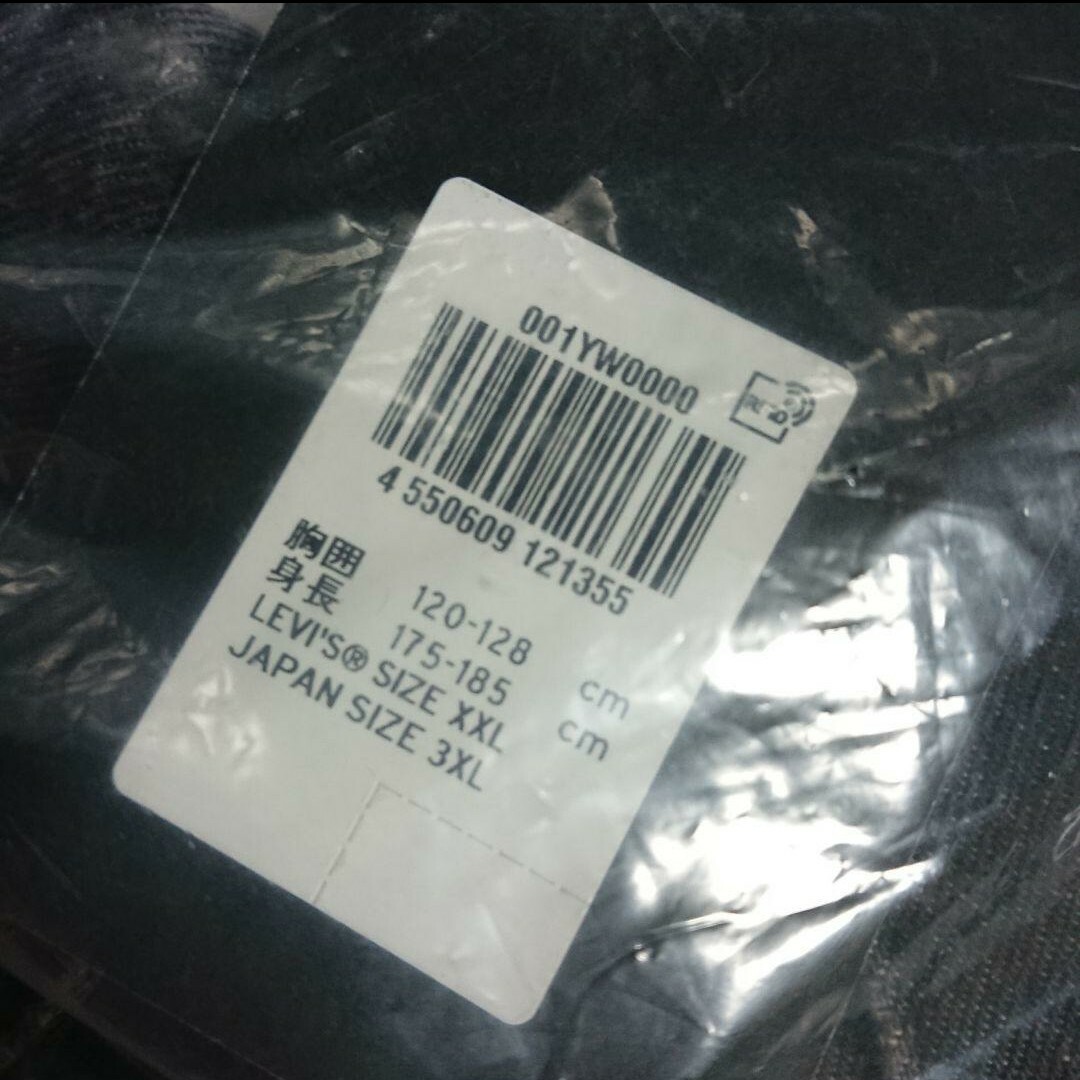 001YW0000
RFID
4 550609 121355
胸囲 120-128 cm
身長 175-185 cm
LEVI'S® SIZE XXL
JAPAN SIZE 3XL